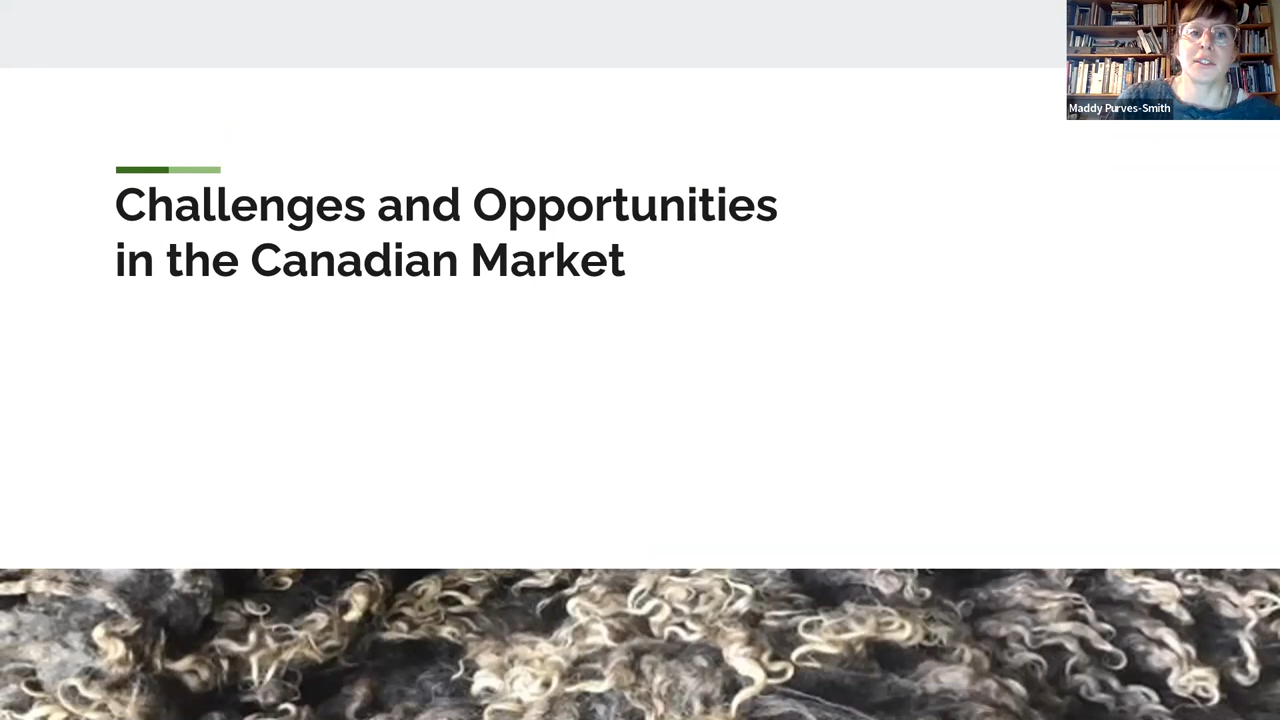 Maddy Purves-Smith
Challenges and Opportunities
in the Canadian Market